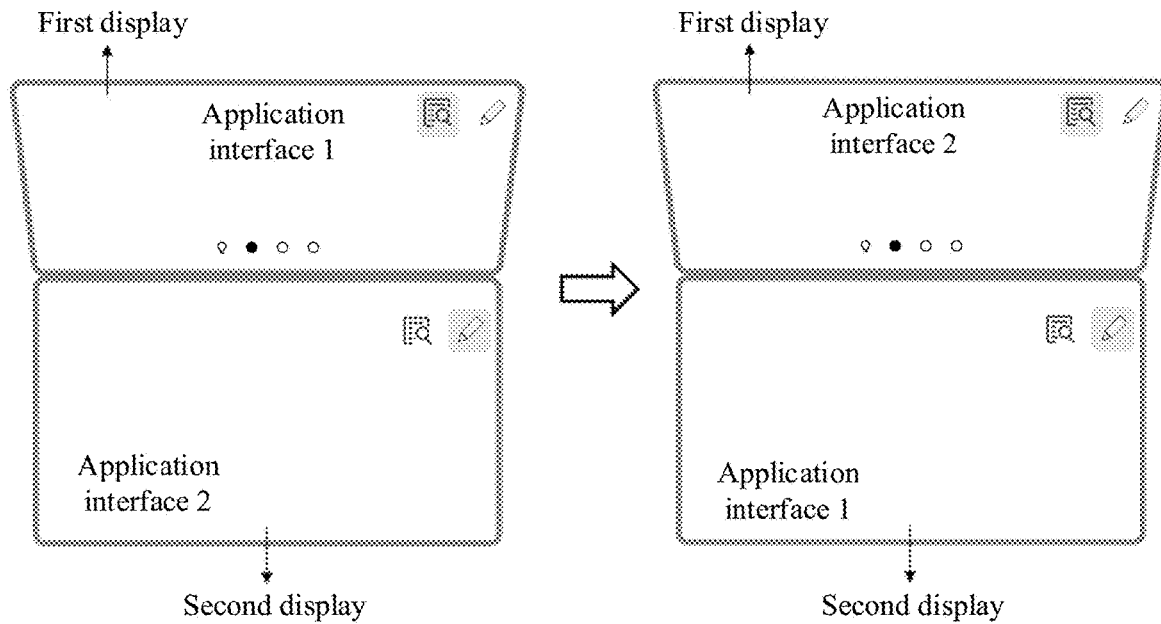 First display
Application
interface 1
Application
interface 2
Second display
First display
Application
interface 2
Application
interface 1
Second display